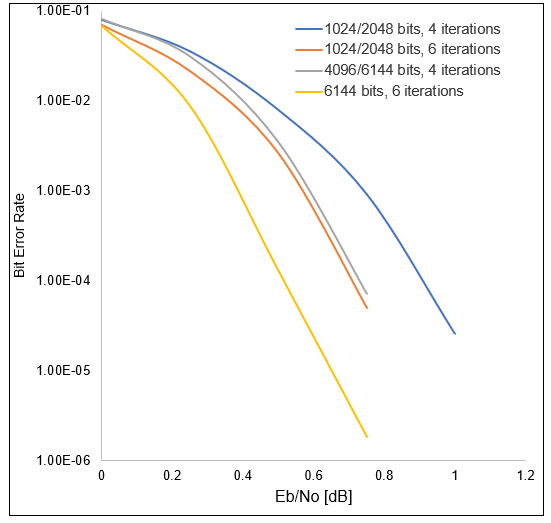 1.00E-01
1024/2048 bits, 4 iterations
1024/2048 bits, 6 iterations
4096/6144 bits, 4 iterations
6144 bits, 6 iterations
1.00E-02
1.00E-03
Bit Error Rate
1.00E-04
1.00E-05
1.00E-06
0 0.2 0.4 0.6 0.8 1 1.2
Eb/No [dB]